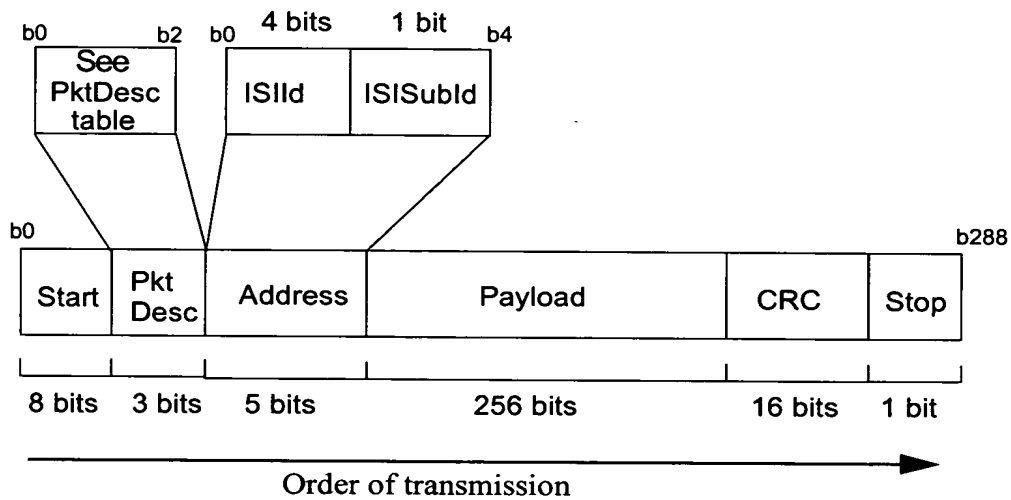 4 bits 1 bit
b0 b2 b0 b4
See
PktDesc
table
ISIId ISISubId
b0 b288
Start Pkt
Desc Address Payload CRC Stop
8 bits 3 bits 5 bits 256 bits 16 bits 1 bit
Order of transmission